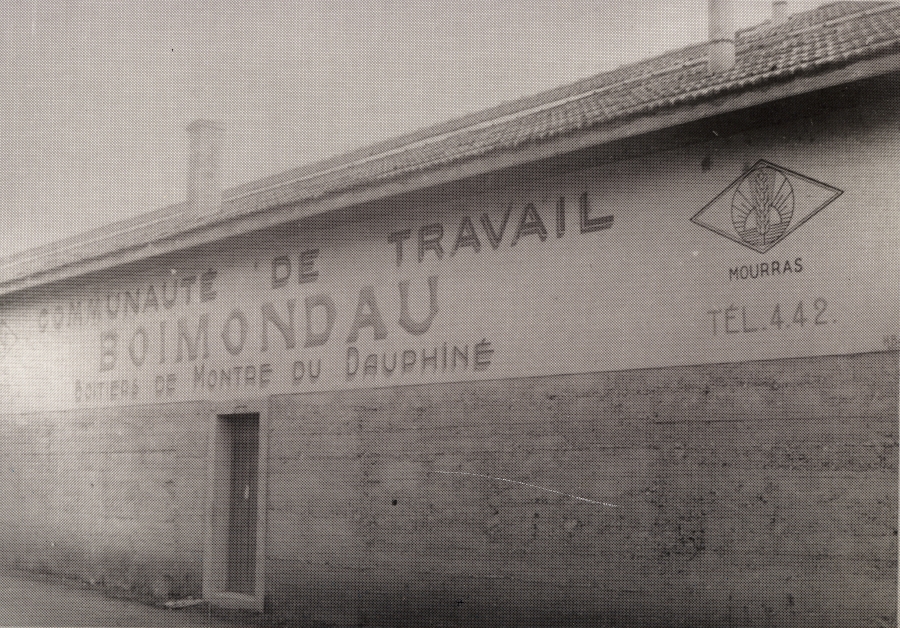 COMMUNAUTÉ DE TRAVAIL
BOIMONDAU
BOITIERS DE MONTRE DU DAUPHINÉ
MOURRAS
TÉL.4.42.